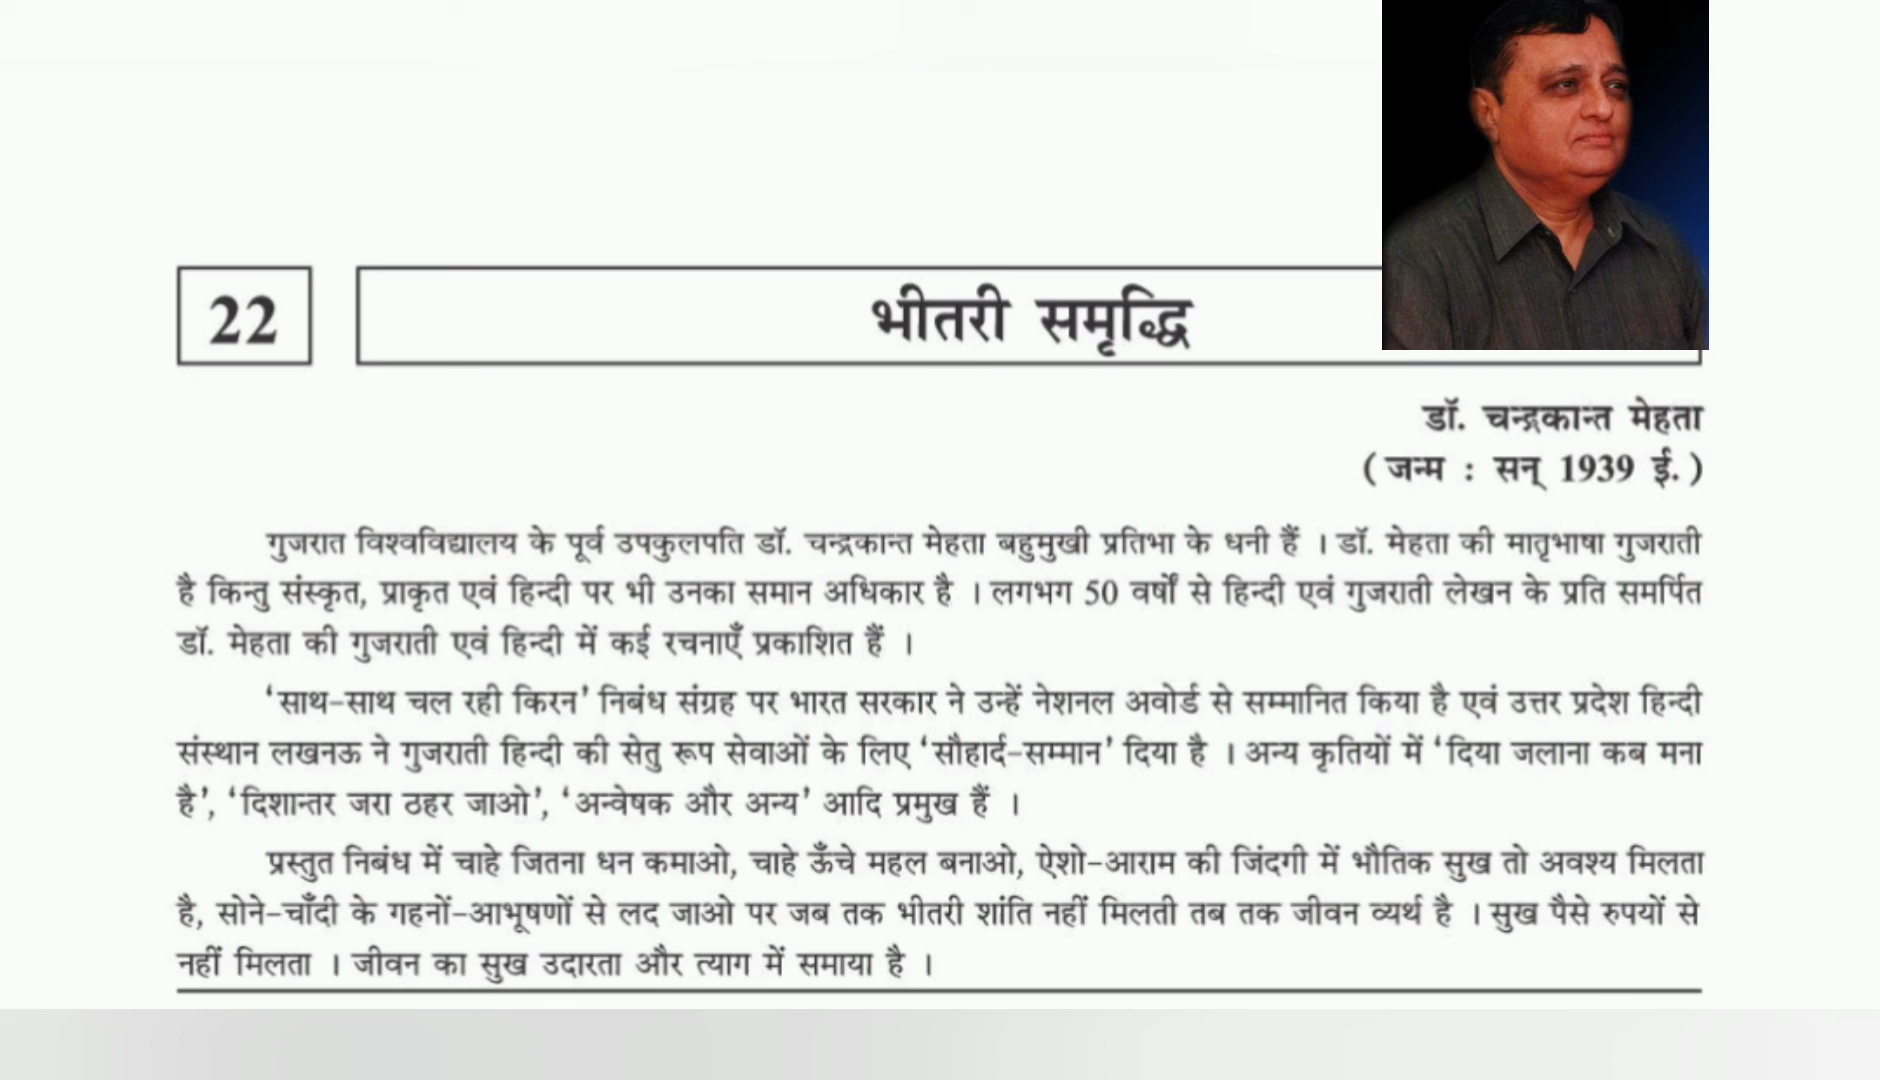 22
भीतरी समृद्धि
डॉ. चन्द्रकान्त मेहता
( जन्म : सन् 1939 ई. )
गुजरात विश्वविद्यालय के पूर्व उपकुलपति डॉ. चन्द्रकान्त मेहता बहुमुखी प्रतिभा के धनी हैं । डॉ. मेहता की मातृभाषा गुजराती
है किन्तु संस्कृत, प्राकृत एवं हिन्दी पर भी उनका समान अधिकार है । लगभग 50 वर्षों से हिन्दी एवं गुजराती लेखन के प्रति समर्पित
डॉ. मेहता की गुजराती एवं हिन्दी में कई रचनाएँ प्रकाशित हैं ।
‘साथ-साथ चल रही किरन’ निबंध संग्रह पर भारत सरकार ने उन्हें नेशनल अवोर्ड से सम्मानित किया है एवं उत्तर प्रदेश हिन्दी
संस्थान लखनऊ ने गुजराती हिन्दी की सेतु रूप सेवाओं के लिए ‘सौहार्द-सम्मान’ दिया है । अन्य कृतियों में ‘दिया जलाना कब मना
है’, ‘दिशान्तर जरा ठहर जाओ’, ‘अन्वेषक और अन्य’ आदि प्रमुख हैं ।
प्रस्तुत निबंध में चाहे जितना धन कमाओ, चाहे ऊँचे महल बनाओ, ऐशो-आराम की जिंदगी में भौतिक सुख तो अवश्य मिलता
है, सोने-चाँदी के गहनों-आभूषणों से लद जाओ पर जब तक भीतरी शांति नहीं मिलती तब तक जीवन व्यर्थ है । सुख पैसे रुपयों से
नहीं मिलता । जीवन का सुख उदारता और त्याग में समाया है ।